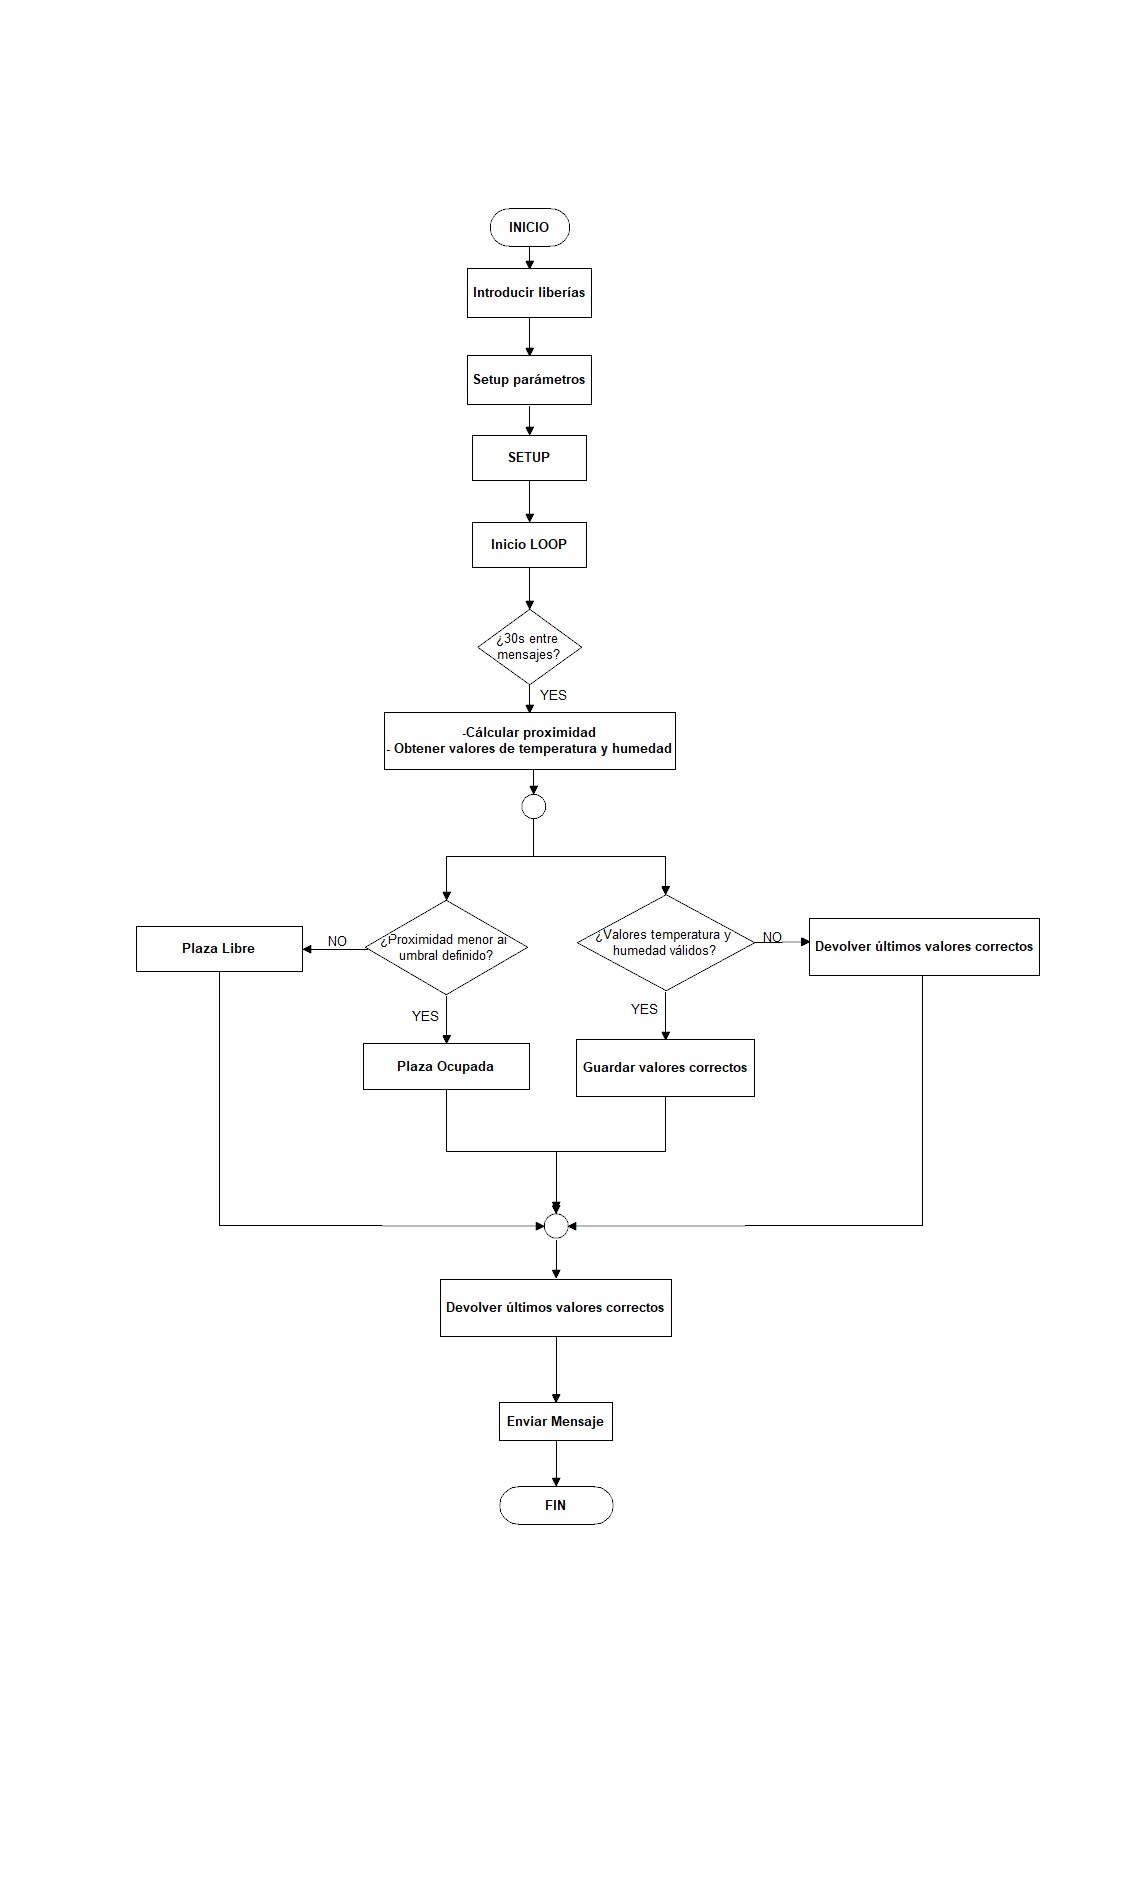 INICIO
Introducir liberías
Setup parámetros
SETUP
Inicio LOOP
¿30s entre
mensajes?
YES
-Cálcular proximidad
- Obtener valores de temperatura y humedad
Plaza Libre
NO
¿Proximidad menor al
umbral definido?
YES
Plaza Ocupada
¿Valores temperatura y
humedad válidos?
NO
Devolver últimos valores correctos
YES
Guardar valores correctos
Devolver últimos valores correctos
Enviar Mensaje
FIN